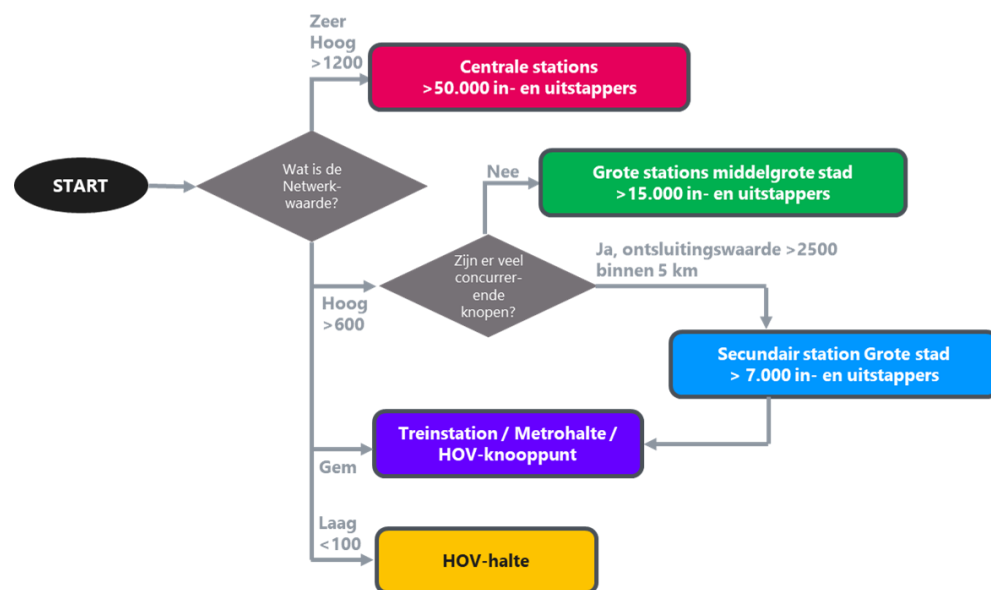 Zeer
Hoog
>1200
Centrale stations
>50.000 in- en uitstappers
START
Wat is de
Netwerk-
waarde?
Nee
Grote stations middelgrote stad
>15.000 in- en uitstappers
Zijn er veel
concurrer-
ende
knopen?
Ja, ontsluitingswaarde >2500
binnen 5 km
Hoog
>600
Secundair station Grote stad
> 7.000 in- en uitstappers
Treinstation / Metrohalte /
HOV-knooppunt
Gem
Laag
<100
HOV-halte